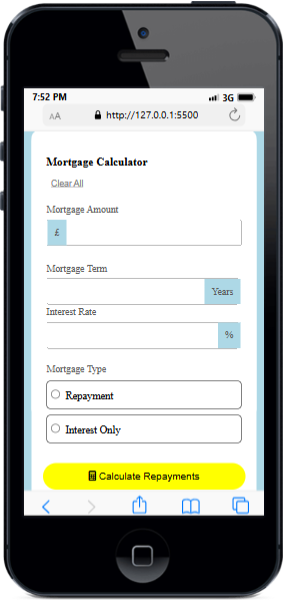 7:52 PM 3G
AA http://127.0.0.1:5500
Mortgage Calculator
Clear All
Mortgage Amount
£
Mortgage Term
Years
Interest Rate
%
Mortgage Type
Repayment
Interest Only
Calculate Repayments